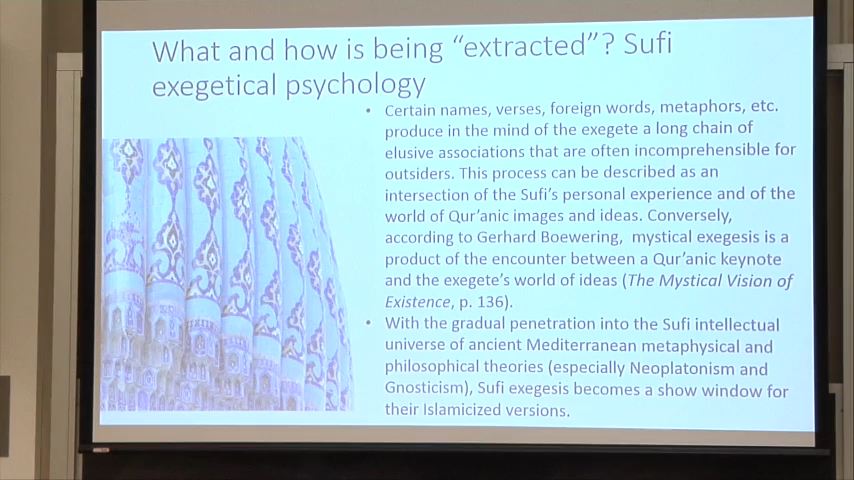 What and how is being “extracted”? Sufi
exegetical psychology
• Certain names, verses, foreign words, metaphors, etc.
produce in the mind of the exegete a long chain of
elusive associations that are often incomprehensible for
outsiders. This process can be described as an
intersection of the Sufi’s personal experience and of the
world of Qur’anic images and ideas. Conversely,
according to Gerhard Boewering, mystical exegesis is a
product of the encounter between a Qur’anic keynote
and the exegete’s world of ideas (The Mystical Vision of
Existence, p. 136).
• With the gradual penetration into the Sufi intellectual
universe of ancient Mediterranean metaphysical and
philosophical theories (especially Neoplatonism and
Gnosticism), Sufi exegesis becomes a show window for
their Islamicized versions.